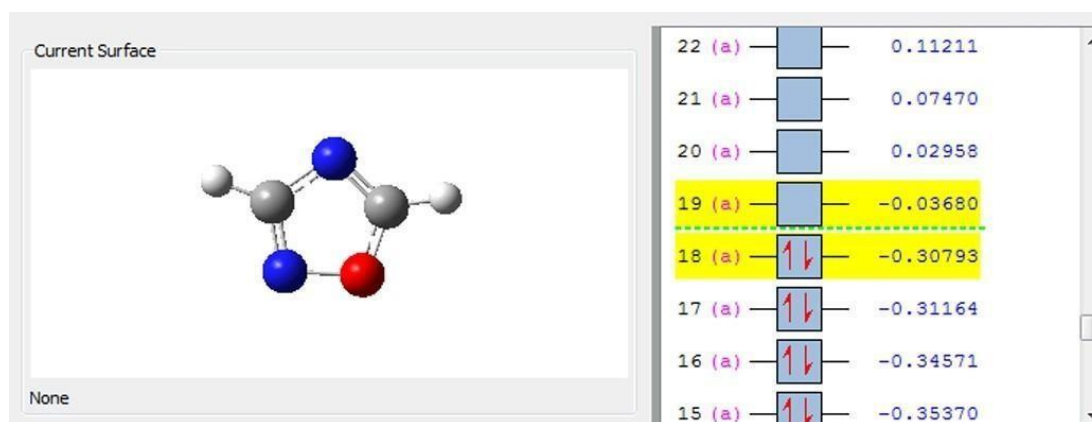 Current Surface
22 (a) 0.11211
21 (a) 0.07470
20 (a) 0.02958
19 (a) -0.03680
18 (a) -0.30793
17 (a) -0.31164
16 (a) -0.34571
15 (a) -0.35370
None